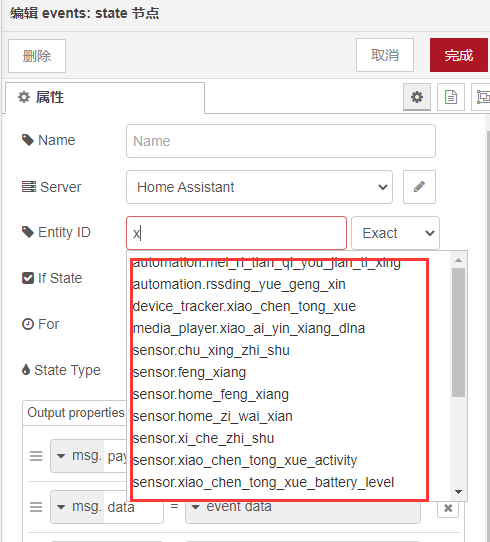 编辑 events: state 节点
删除 取消 完成
属性
Name Name
Server Home Assistant
Entity ID x Exact
automation.mei_ri_tian_qi_you_jian_ti_xing
If State
automation.rssding_yue_geng_xin
device_tracker.xiao_chen_tong_xue
For
media_player.xiao_ai_yin_xiang_dlna
sensor.chu_xing_zhi_shu
State Type
sensor.feng_xiang
sensor.home_feng_xiang
Output properties
sensor.home_zi_wai_xian
sensor.xi_che_zhi_shu
msg. pay
sensor.xiao_chen_tong_xue_activity
sensor.xiao_chen_tong_xue_battery_level
msg. data = event data